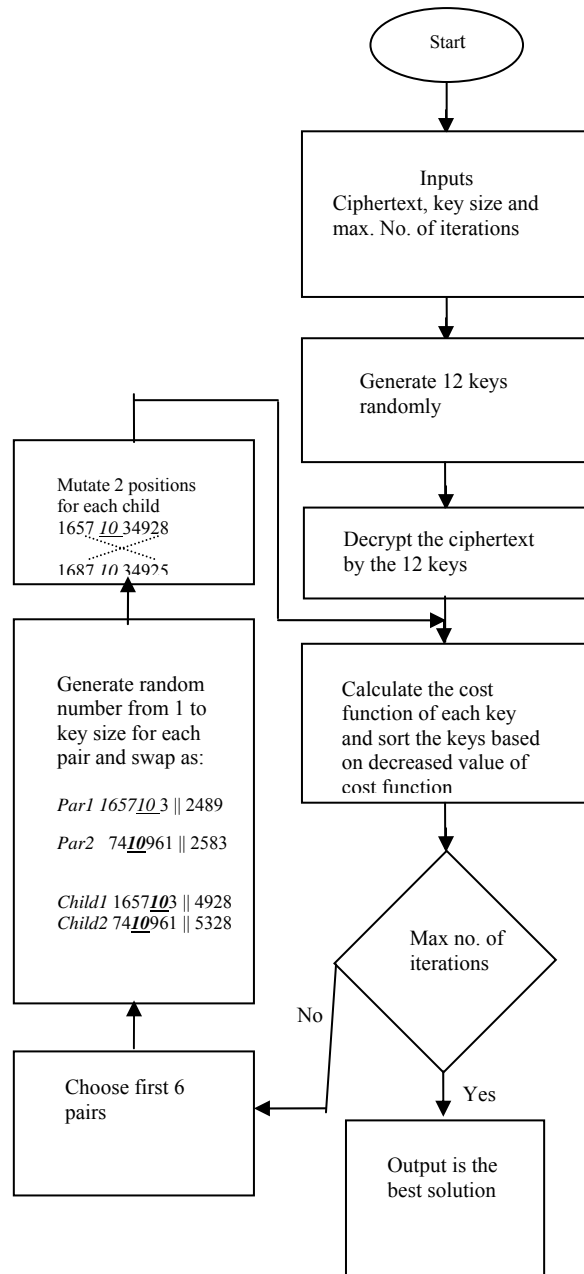 Start
Inputs
Ciphertext, key size and
max. No. of iterations
Generate 12 keys
randomly
Decrypt the ciphertext
by the 12 keys
Calculate the cost
function of each key
and sort the keys based
on decreased value of
cost function
Max no. of
iterations
No
Yes
Output is the
best solution
Choose first 6
pairs
Generate random
number from 1 to
key size for each
pair and swap as:
Par1 165710 3 || 2489
Par2 7410961 || 2583
Child1 1657103 || 4928
Child2 7410961 || 5328
Mutate 2 positions
for each child
1657 10 34928
1687 10 34925